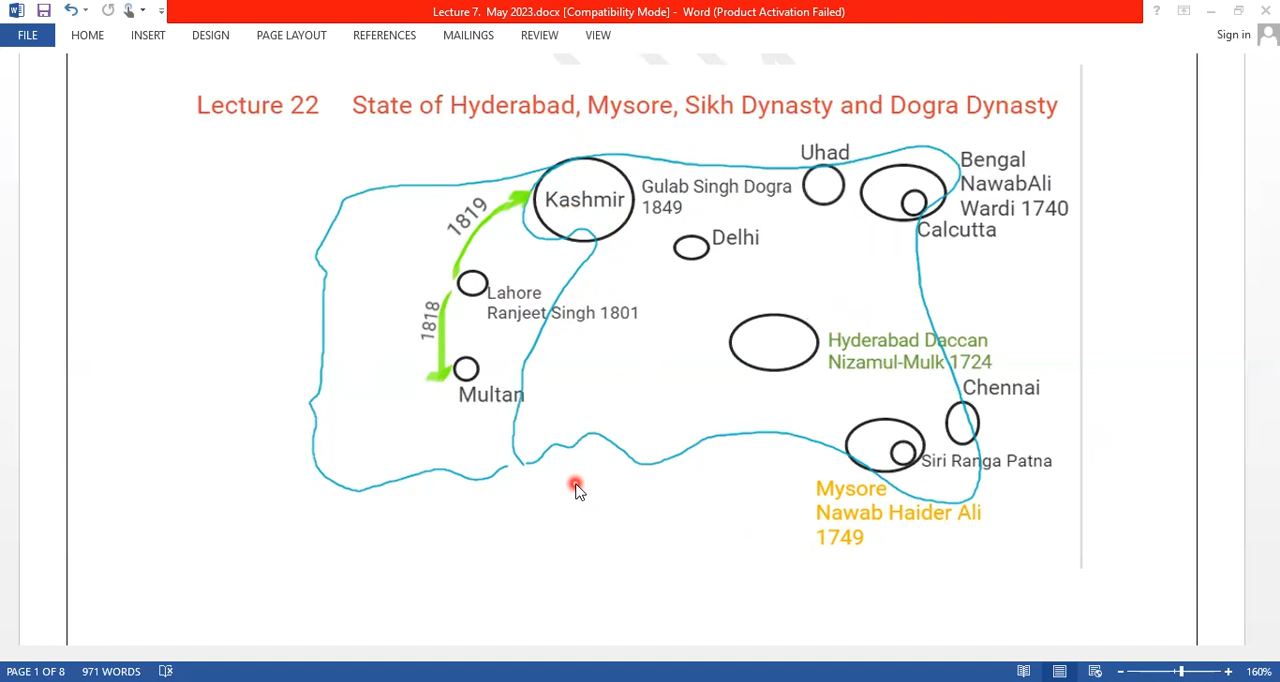 Lecture 7. May 2023.docx [Compatibility Mode] - Word (Product Activation Failed)
FILE HOME INSERT DESIGN PAGE LAYOUT REFERENCES MAILINGS REVIEW VIEW Sign in
Lecture 22 State of Hyderabad, Mysore, Sikh Dynasty and Dogra Dynasty
Uhad
Bengal
NawabAli
Wardi 1740
Calcutta
Kashmir
Gulab Singh Dogra
1849
1819
Delhi
Lahore
Ranjeet Singh 1801
1818
Multan
Hyderabad Daccan
Nizamul-Mulk 1724
Chennai
Siri Ranga Patna
Mysore
Nawab Haider Ali
1749
PAGE 1 OF 8 971 WORDS 160%